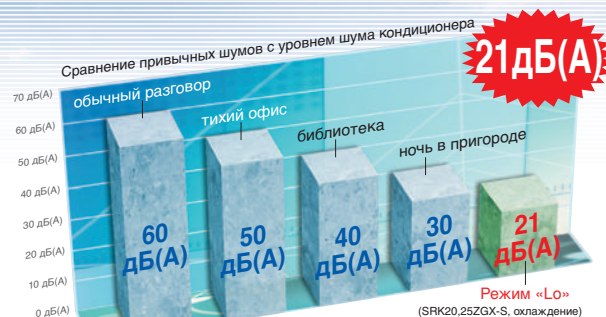 Сравнение привычных шумов с уровнем шума кондиционера
21дБ(А)
70 дБ(А)
60 дБ(А)
50 дБ(А)
40 дБ(А)
30 дБ(А)
20 дБ(А)
10 дБ(А)
0 дБ(А)
обычный разговор
тихий офис
библиотека
ночь в пригороде
60
дБ(А)
50
дБ(А)
40
дБ(А)
30
дБ(А)
21
дБ(А)
Режим «Lo»
(SRK20,25ZGX-S, охлаждение)